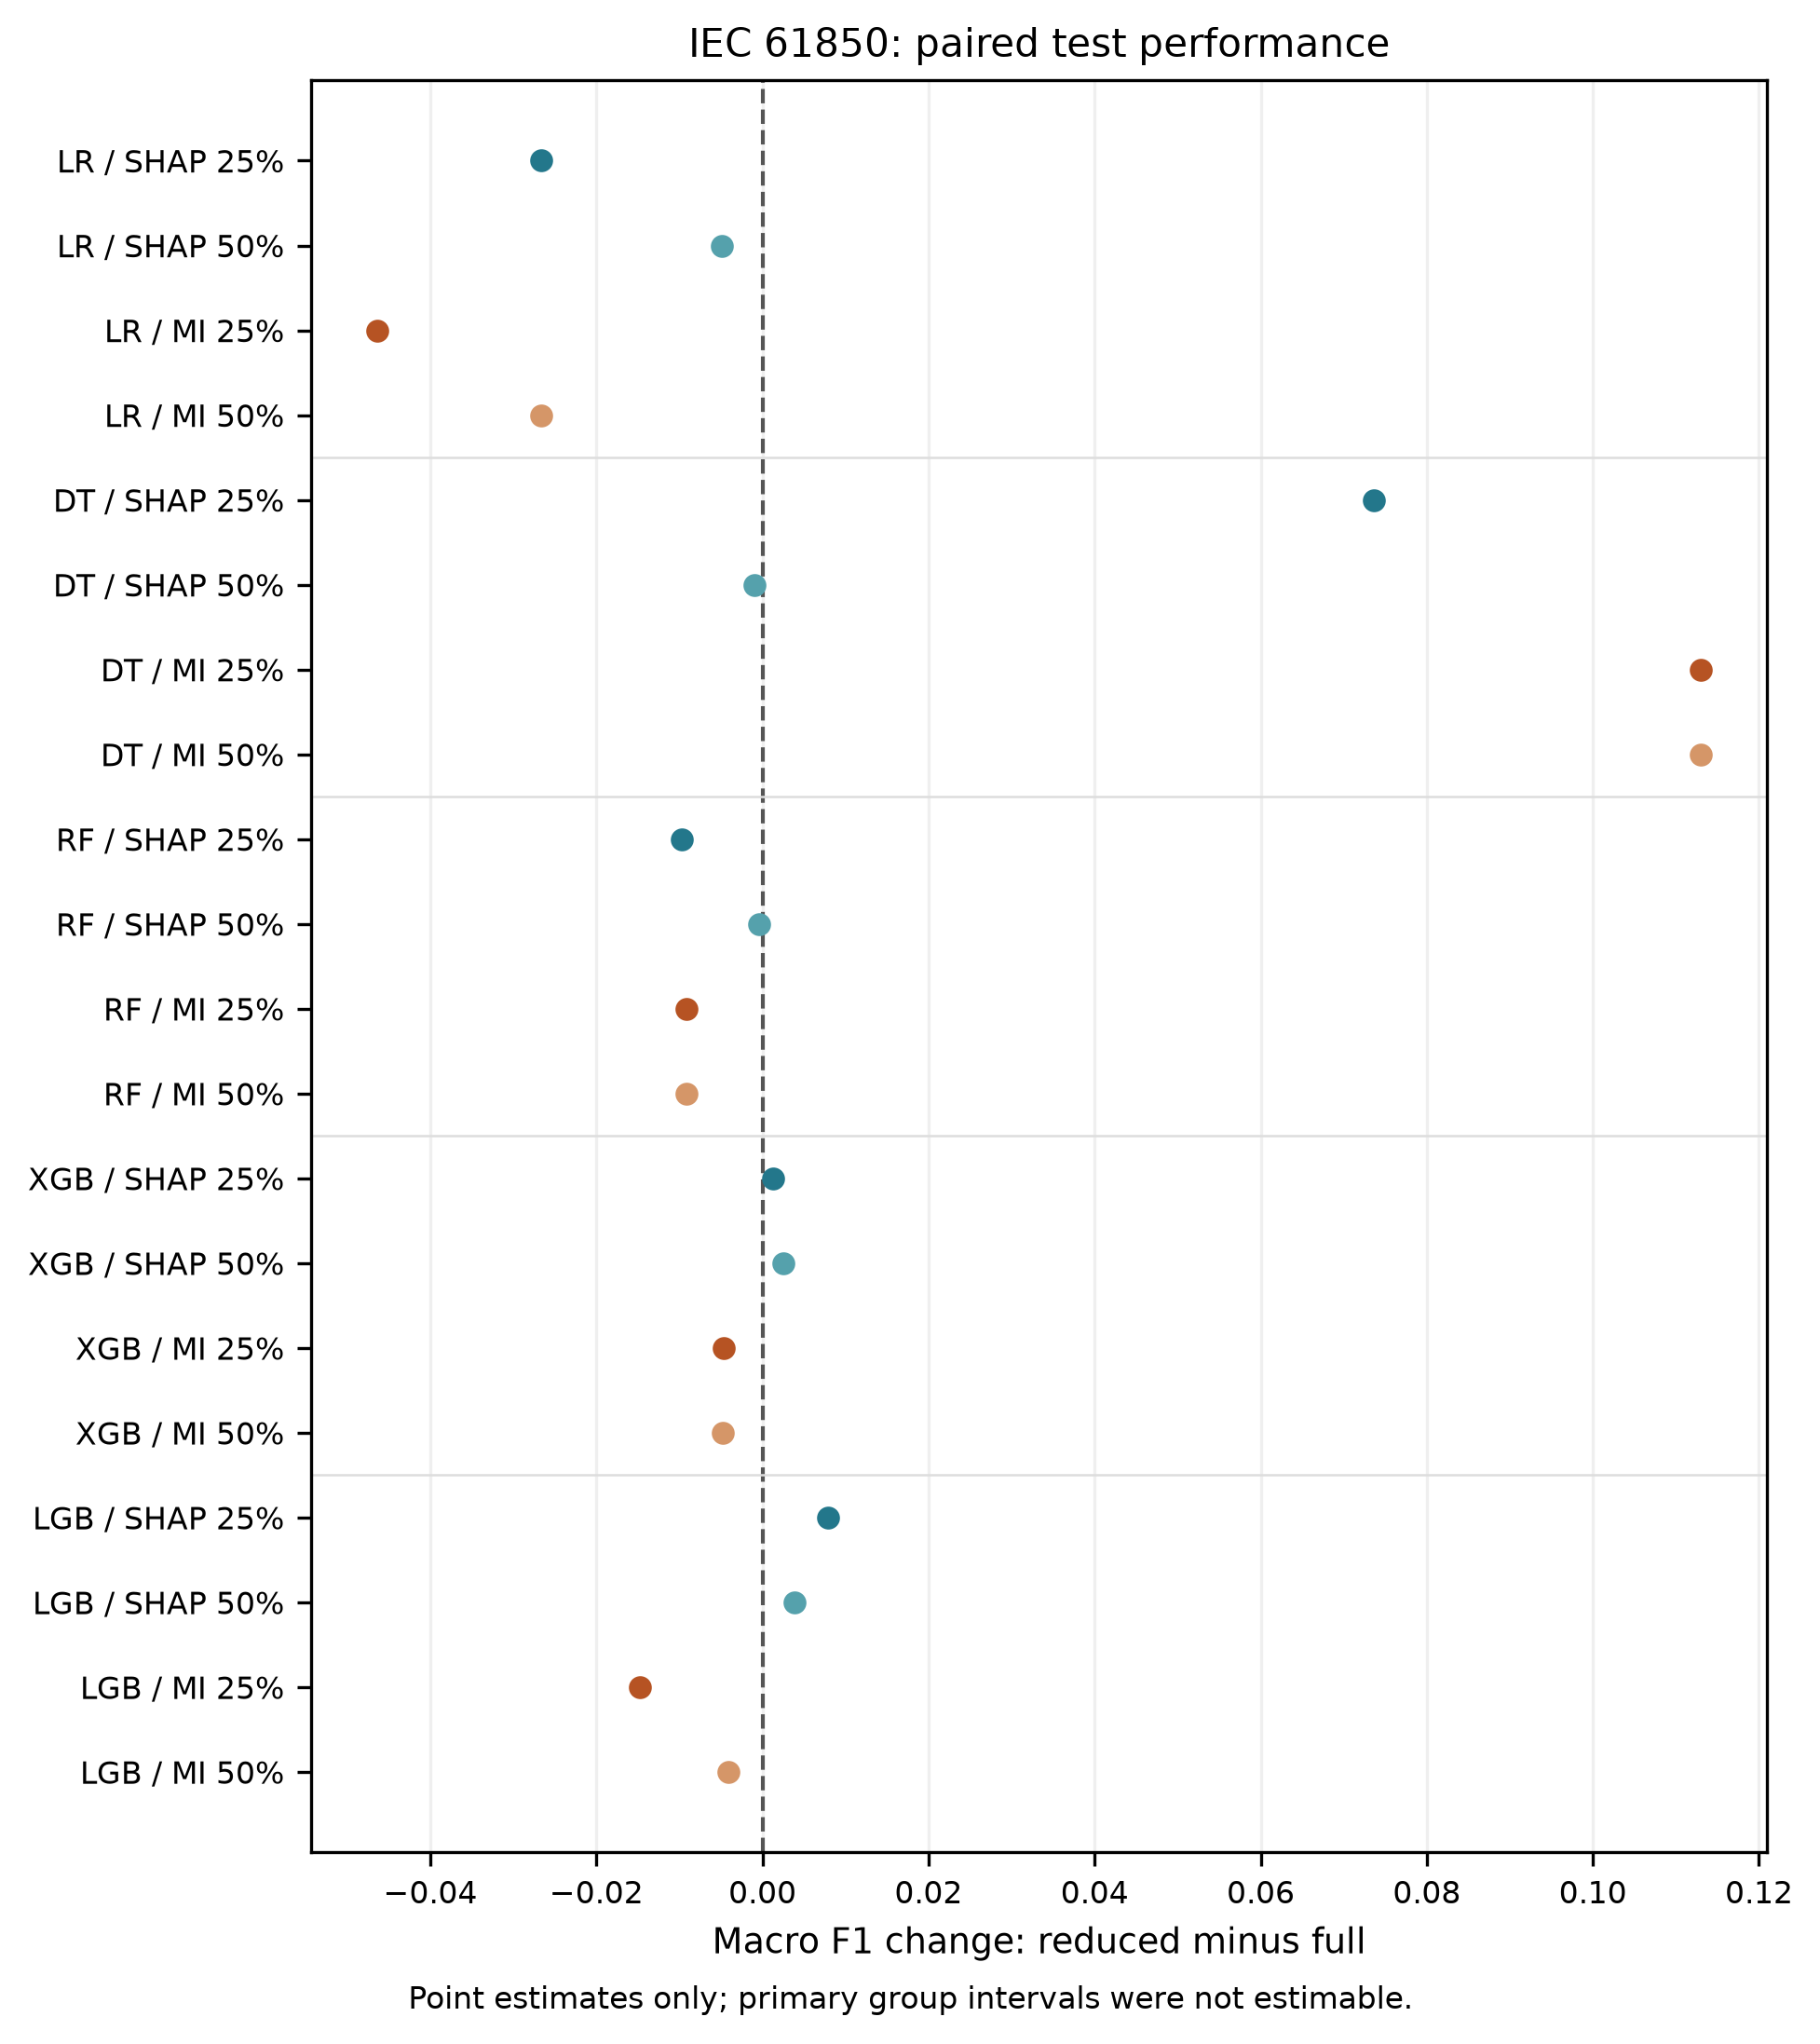 IEC 61850: paired test performance
LR / SHAP 25%
LR / SHAP 50%
LR / MI 25%
LR / MI 50%
DT / SHAP 25%
DT / SHAP 50%
DT / MI 25%
DT / MI 50%
RF / SHAP 25%
RF / SHAP 50%
RF / MI 25%
RF / MI 50%
XGB / SHAP 25%
XGB / SHAP 50%
XGB / MI 25%
XGB / MI 50%
LGB / SHAP 25%
LGB / SHAP 50%
LGB / MI 25%
LGB / MI 50%
−0.04 −0.02 0.00 0.02 0.04 0.06 0.08 0.10 0.12
Macro F1 change: reduced minus full
Point estimates only; primary group intervals were not estimable.